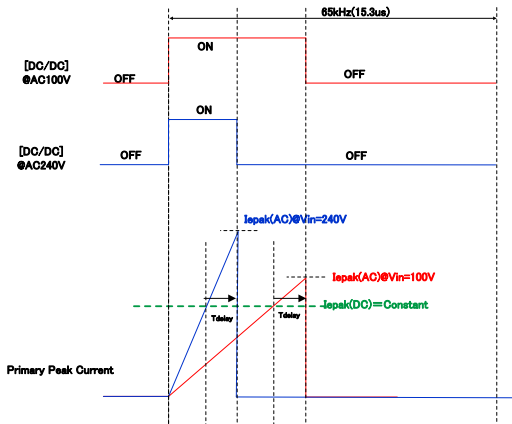 65kHz(15.3us)
[DC/DC]
@AC100V
OFF
ON
OFF
ON
[DC/DC]
@AC240V
OFF
OFF
Iepak(AC)@Vin=240V
Iepak(AC)@Vin=100V
Iepak(DC)=Constant
Tdelay
Tdelay
Primary Peak Current